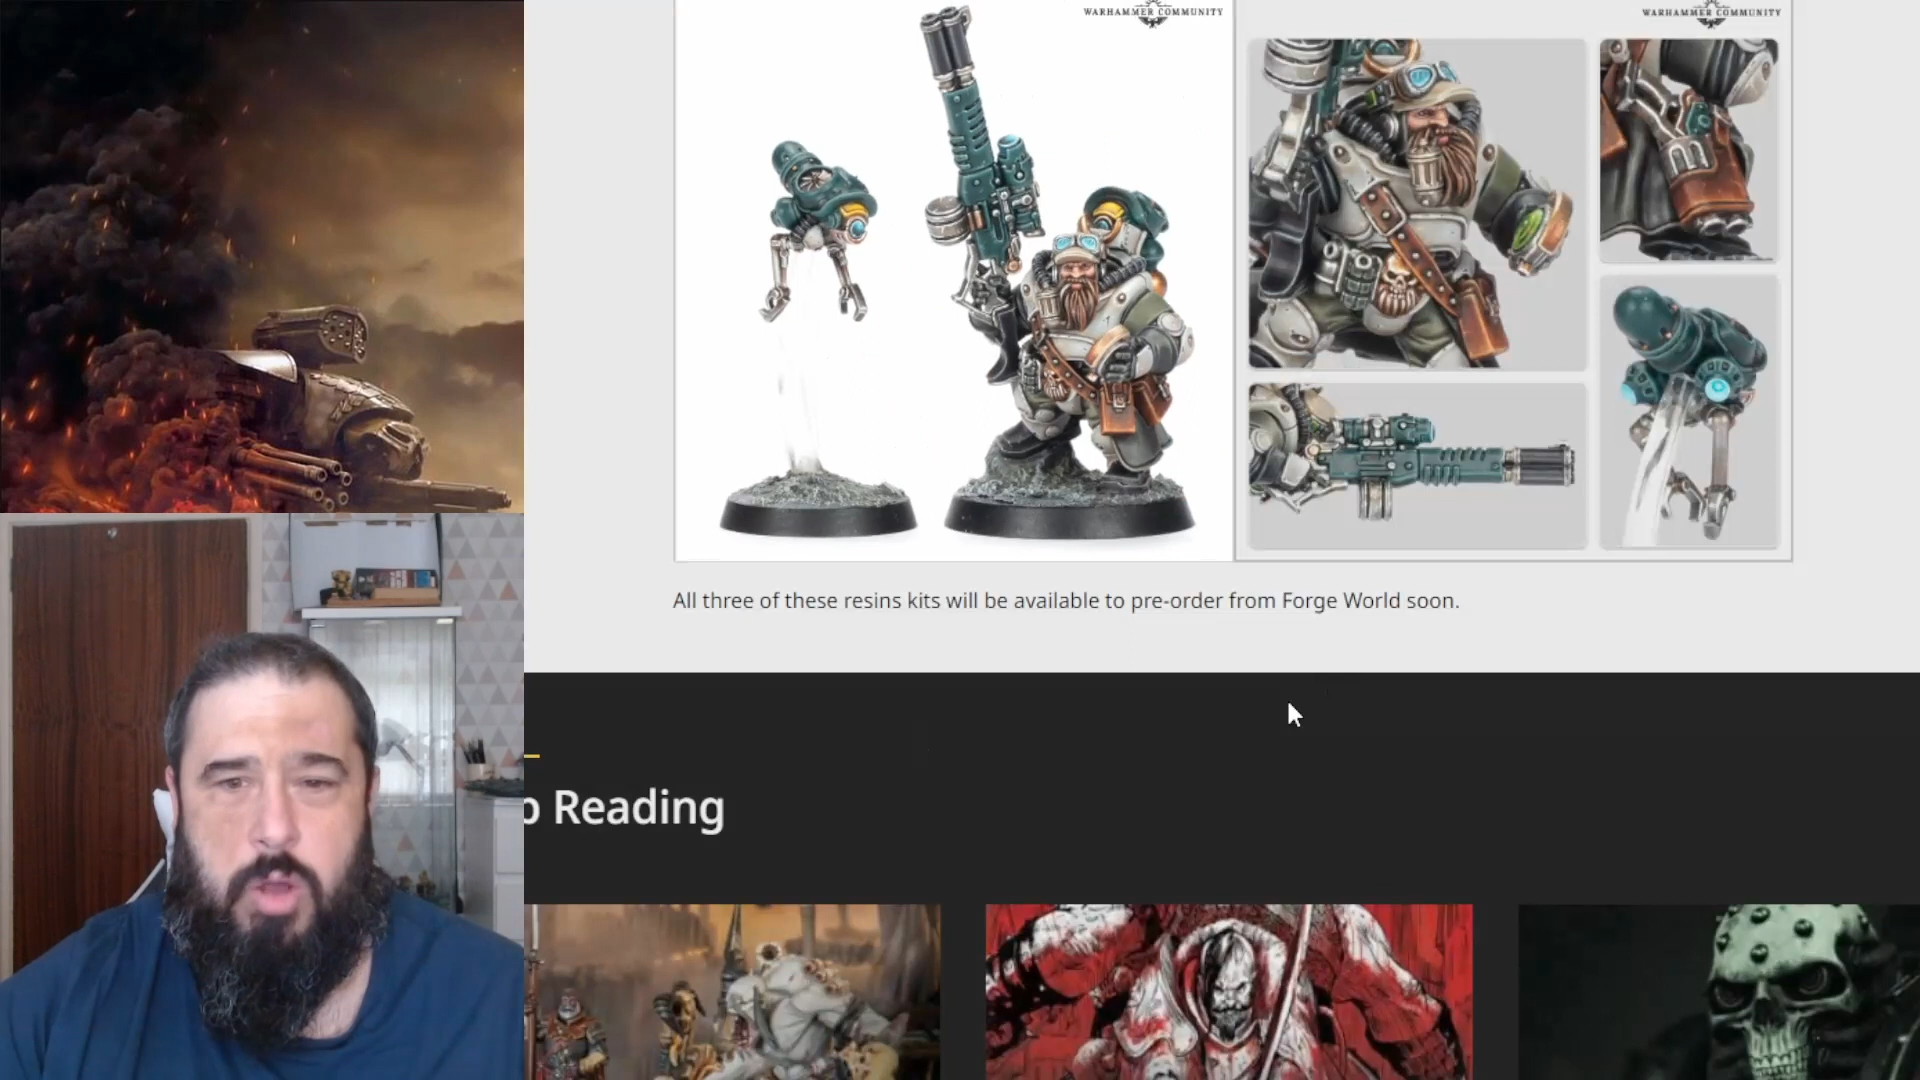 WARHAMMER COMMUNITY
WARHAMMER COMMUNITY
All three of these resins kits will be available to pre-order from Forge World soon.
Reading